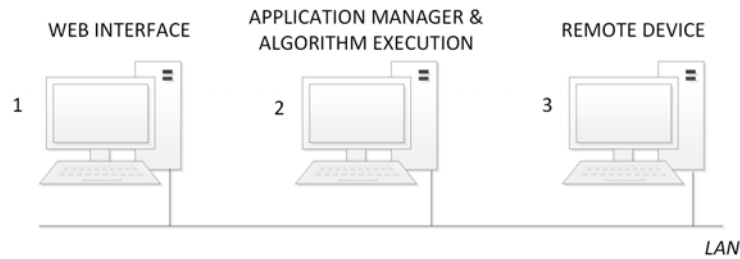 WEB INTERFACE
APPLICATION MANAGER &
ALGORITHM EXECUTION
REMOTE DEVICE
1
2
3
LAN